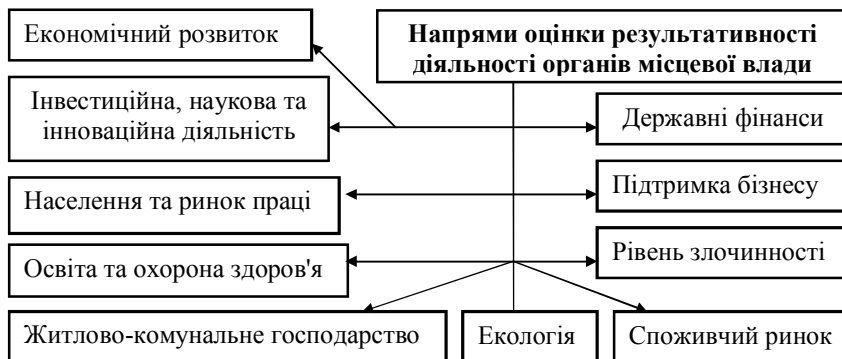 Економічний розвиток
Напрями оцінки результативності
діяльності органів місцевої влади
Інвестиційна, наукова та
інноваційна діяльність
Державні фінанси
Населення та ринок праці
Підтримка бізнесу
Освіта та охорона здоров'я
Рівень злочинності
Житлово-комунальне господарство
Екологія
Споживчий ринок